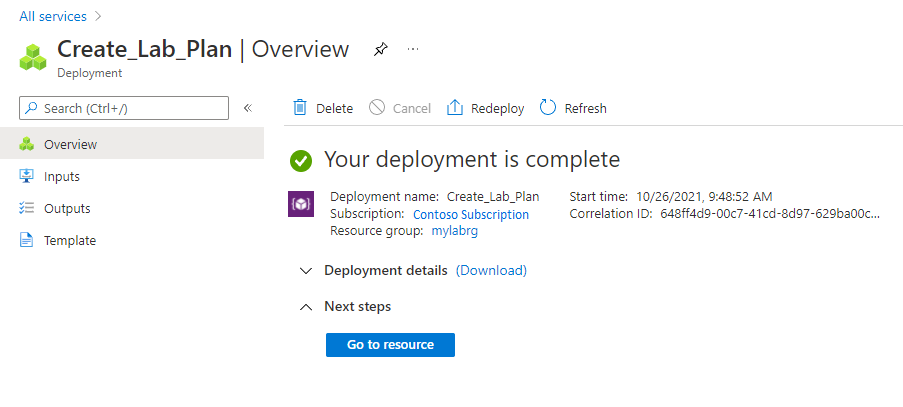 All services
Create_Lab_Plan | Overview
Deployment
Search (Ctrl+/)
Overview
Inputs
Outputs
Template
Delete Cancel Redeploy Refresh
Your deployment is complete
Deployment name: Create_Lab_Plan Start time: 10/26/2021, 9:48:52 AM
Subscription: Contoso Subscription Correlation ID: 648ff4d9-00c7-41cd-8d97-629ba00c...
Resource group: mylabrg
Deployment details (Download)
Next steps
Go to resource